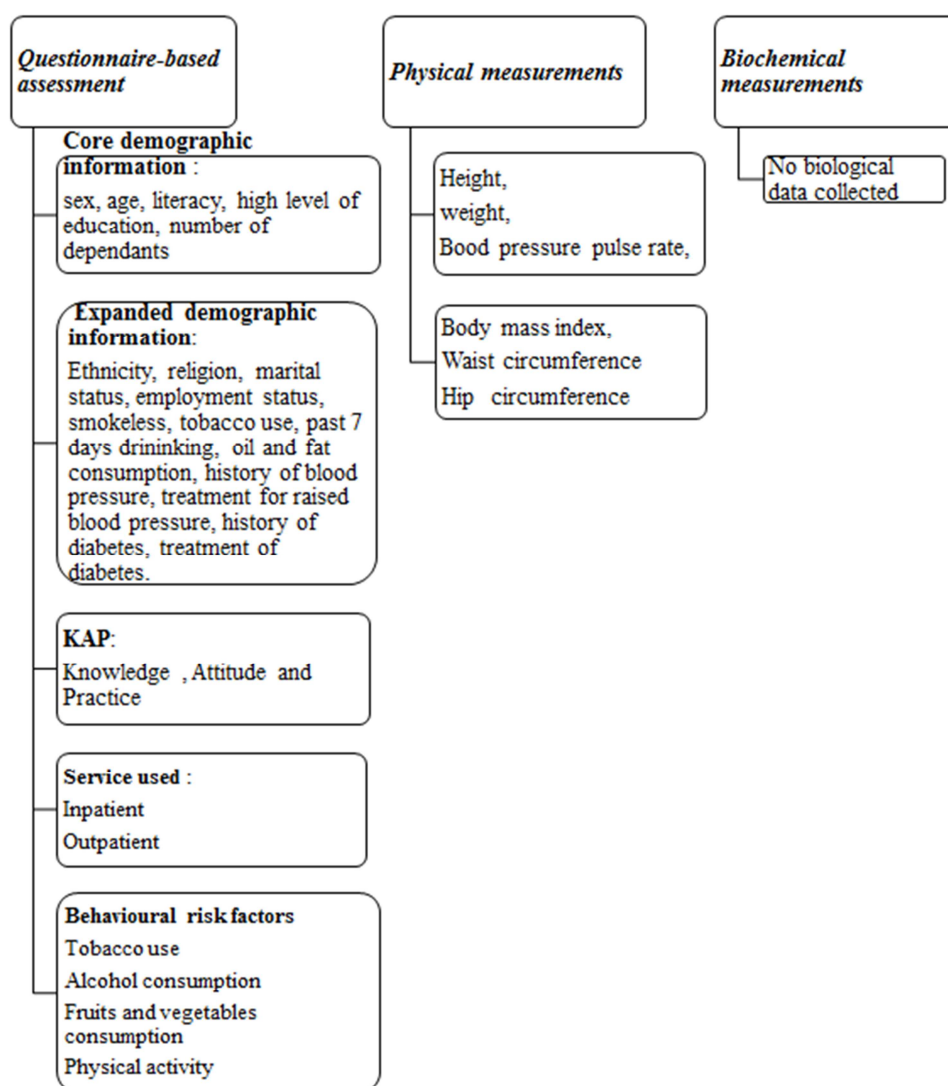 Questionnaire-based
assessment
Core demographic
information :
sex, age, literacy, high level of
education, number of
dependants
Expanded demographic
information:
Ethnicity, religion, marital
status, employment status,
smokeless, tobacco use, past 7
days drininking, oil and fat
consumption, history of blood
pressure, treatment for raised
blood pressure, history of
diabetes, treatment of
diabetes.
KAP:
Knowledge , Attitude and
Practice
Service used :
Inpatient
Outpatient
Behavioural risk factors
Tobacco use
Alcohol consumption
Fruits and vegetables
consumption
Physical activity
Physical measurements
Height,
weight,
Bood pressure pulse rate,
Body mass index,
Waist circumference
Hip circumference
Biochemical
measurements
No biological
data collected